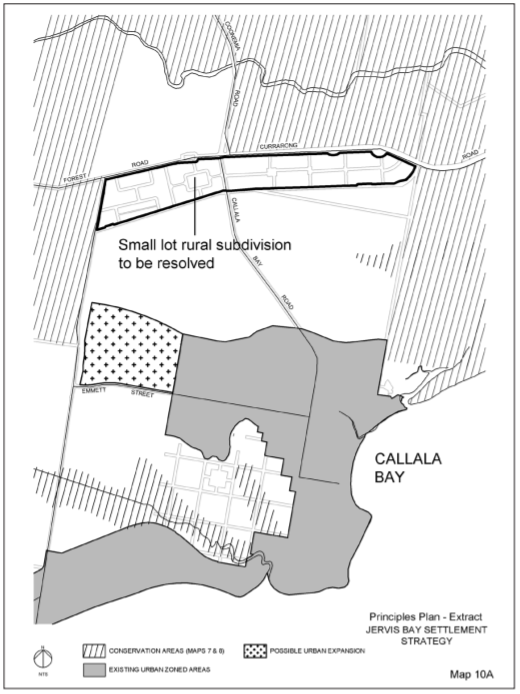 COONEMIA
ROAD
CURRARONG
ROAD
FOREST
ROAD
CALLALA
BAY
ROAD
Small lot rural subdivision
to be resolved
EMMETT
STREET
CALLALA
BAY
Principles Plan - Extract
JERVIS BAY SETTLEMENT
STRATEGY
N
NTS
CONSERVATION AREAS (MAPS 7 & 8)
POSSIBLE URBAN EXPANSION
EXISTING URBAN ZONED AREAS
Map 10A